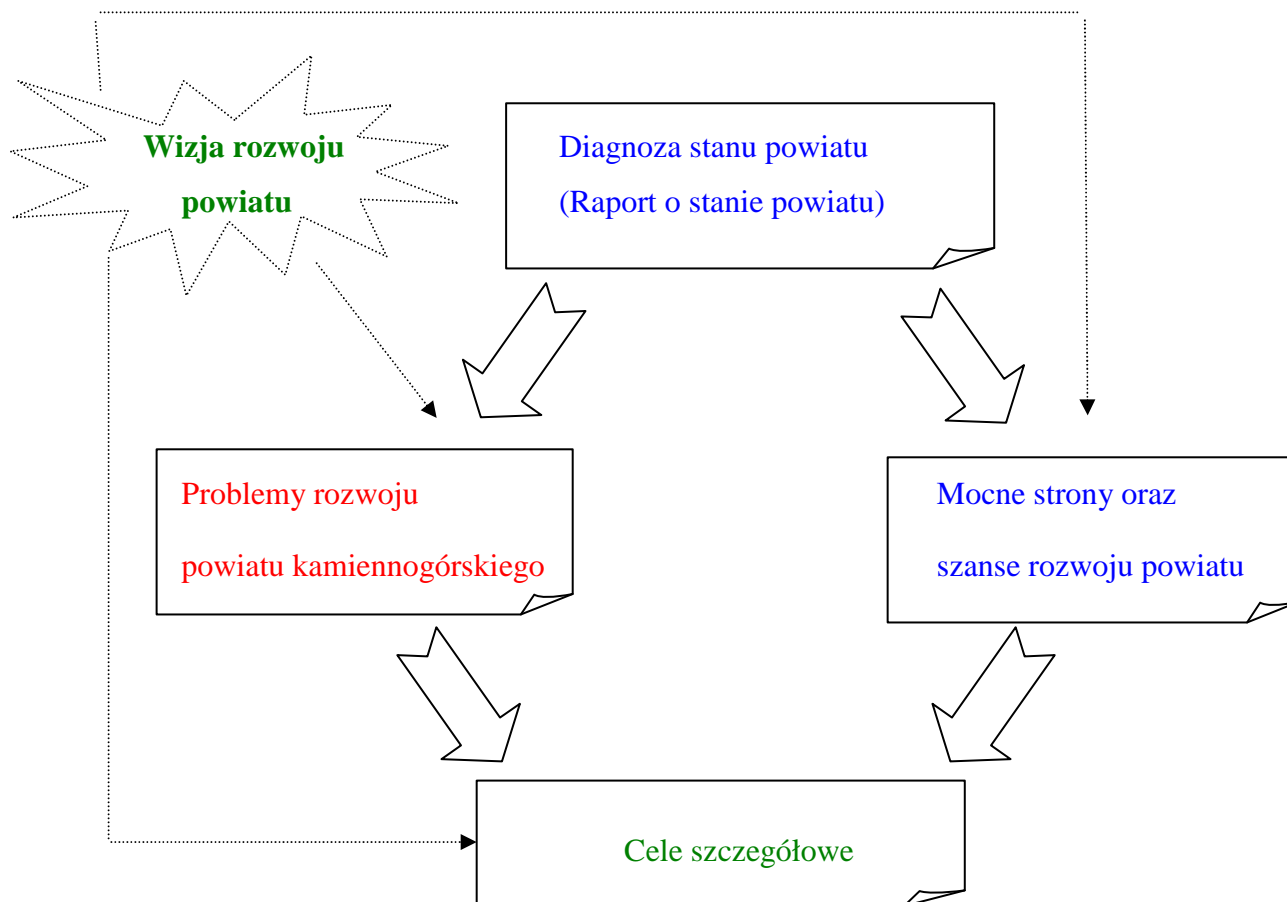 Wizja rozwoju
powiatu
Diagnoza stanu powiatu
(Raport o stanie powiatu)
Problemy rozwoju
powiatu kamiennogórskiego
Mocne strony oraz
szanse rozwoju powiatu
Cele szczegółowe